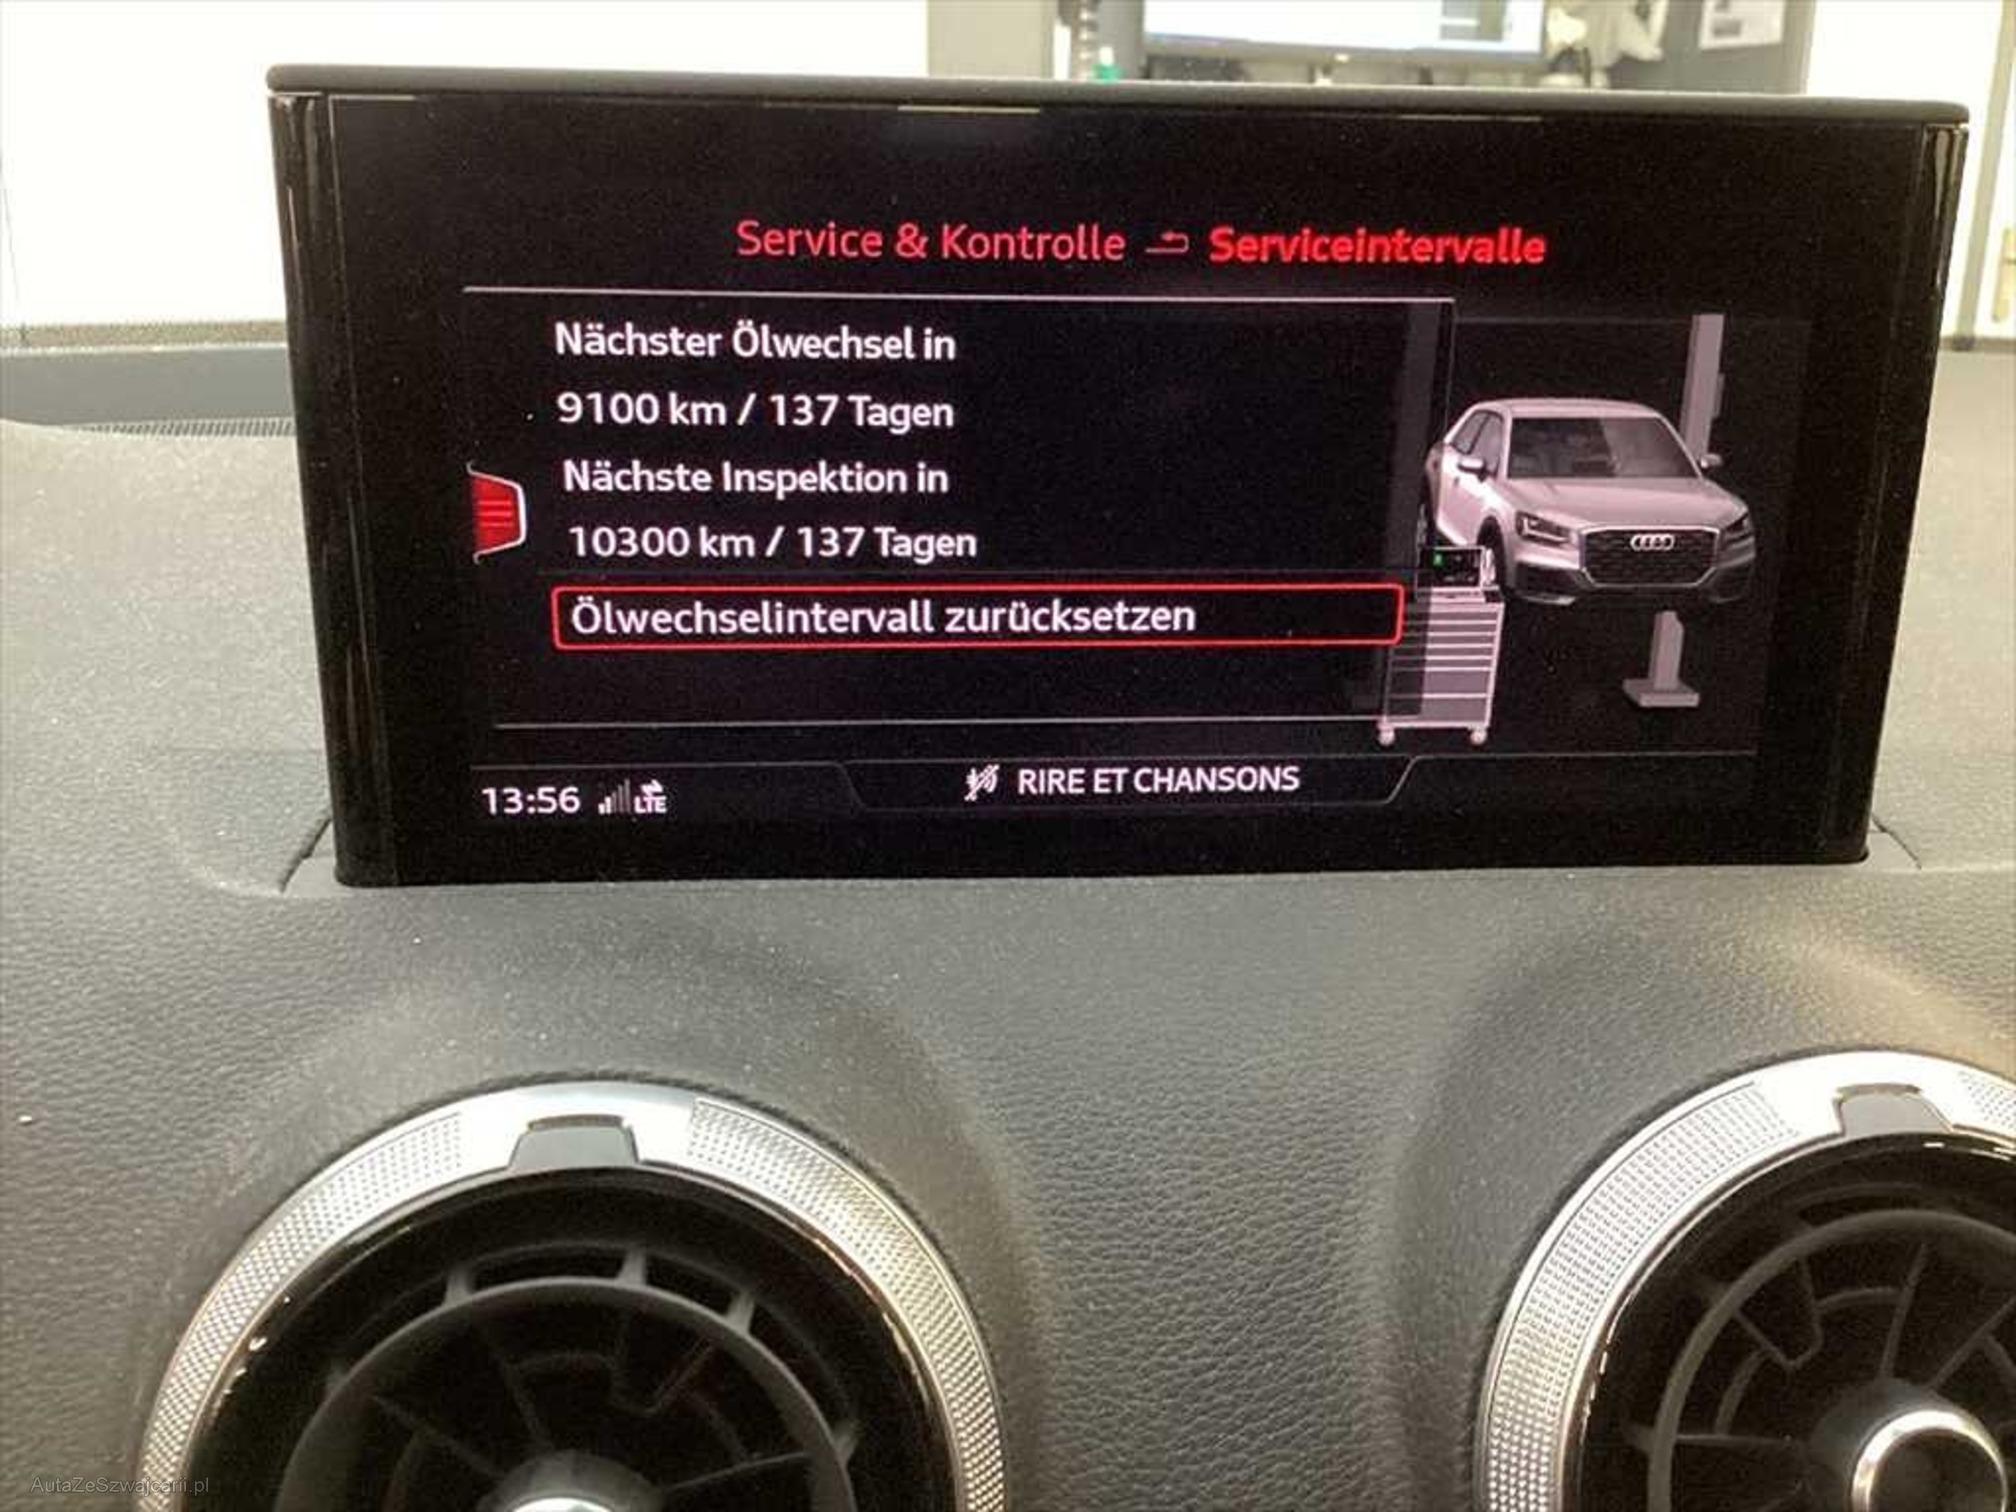 Service & Kontrolle Serviceintervalle
Nächster Ölwechsel in
9100 km / 137 Tagen
Nächste Inspektion in
10300 km / 137 Tagen
Ölwechselintervall zurücksetzen
13:56 LTE RIRE ET CHANSONS
AutaZeSzwajcarii.pl